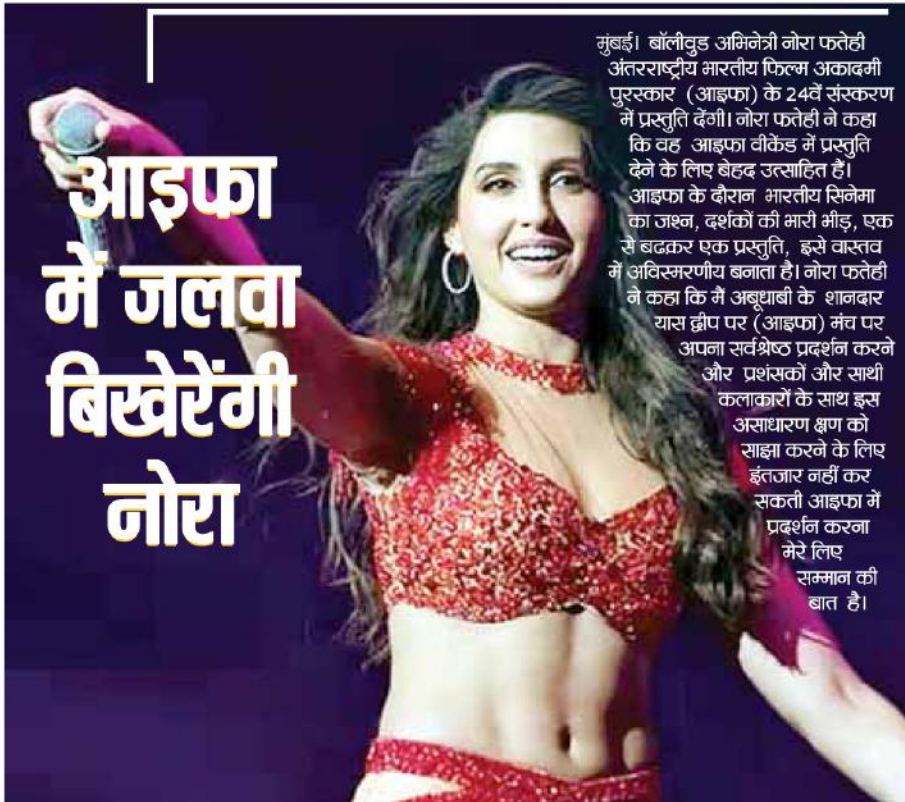 आइफा
में जलवा
बिखेरेंगी
नोरा
मुंबई। बॉलीवुड अभिनेत्री नोरा फतेही
अंतरराष्ट्रीय भारतीय फिल्म अकादमी
पुरस्कार (आइफा) के 24वें संस्करण
में प्रस्तुति देंगी। नोरा फतेही ने कहा
कि वह आइफा वीकेंड में प्रस्तुति
देने के लिए बेहद उत्साहित हैं।
आइफा के दौरान भारतीय सिनेमा
का जश्न, दर्शकों की भारी भीड़, एक
से बढकर एक प्रस्तुति, इसे वास्तव
में अविस्मरणीय बनाता है। नोरा फतेही
ने कहा कि मैं अबूधाबी के शानदार
यास द्वीप पर (आइफा) मंच पर
अपना सर्वश्रेष्ठ प्रदर्शन करने
और प्रशंसकों और साथी
कलाकारों के साथ इस
असाधारण क्षण को
साझा करने के लिए
इंतजार नहीं कर
सकती आइफा में
प्रदर्शन करना
मेरे लिए
सम्मान की
बात है।